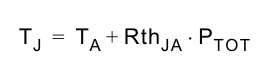 T_J = T_A + Rth_JA · P_TOT